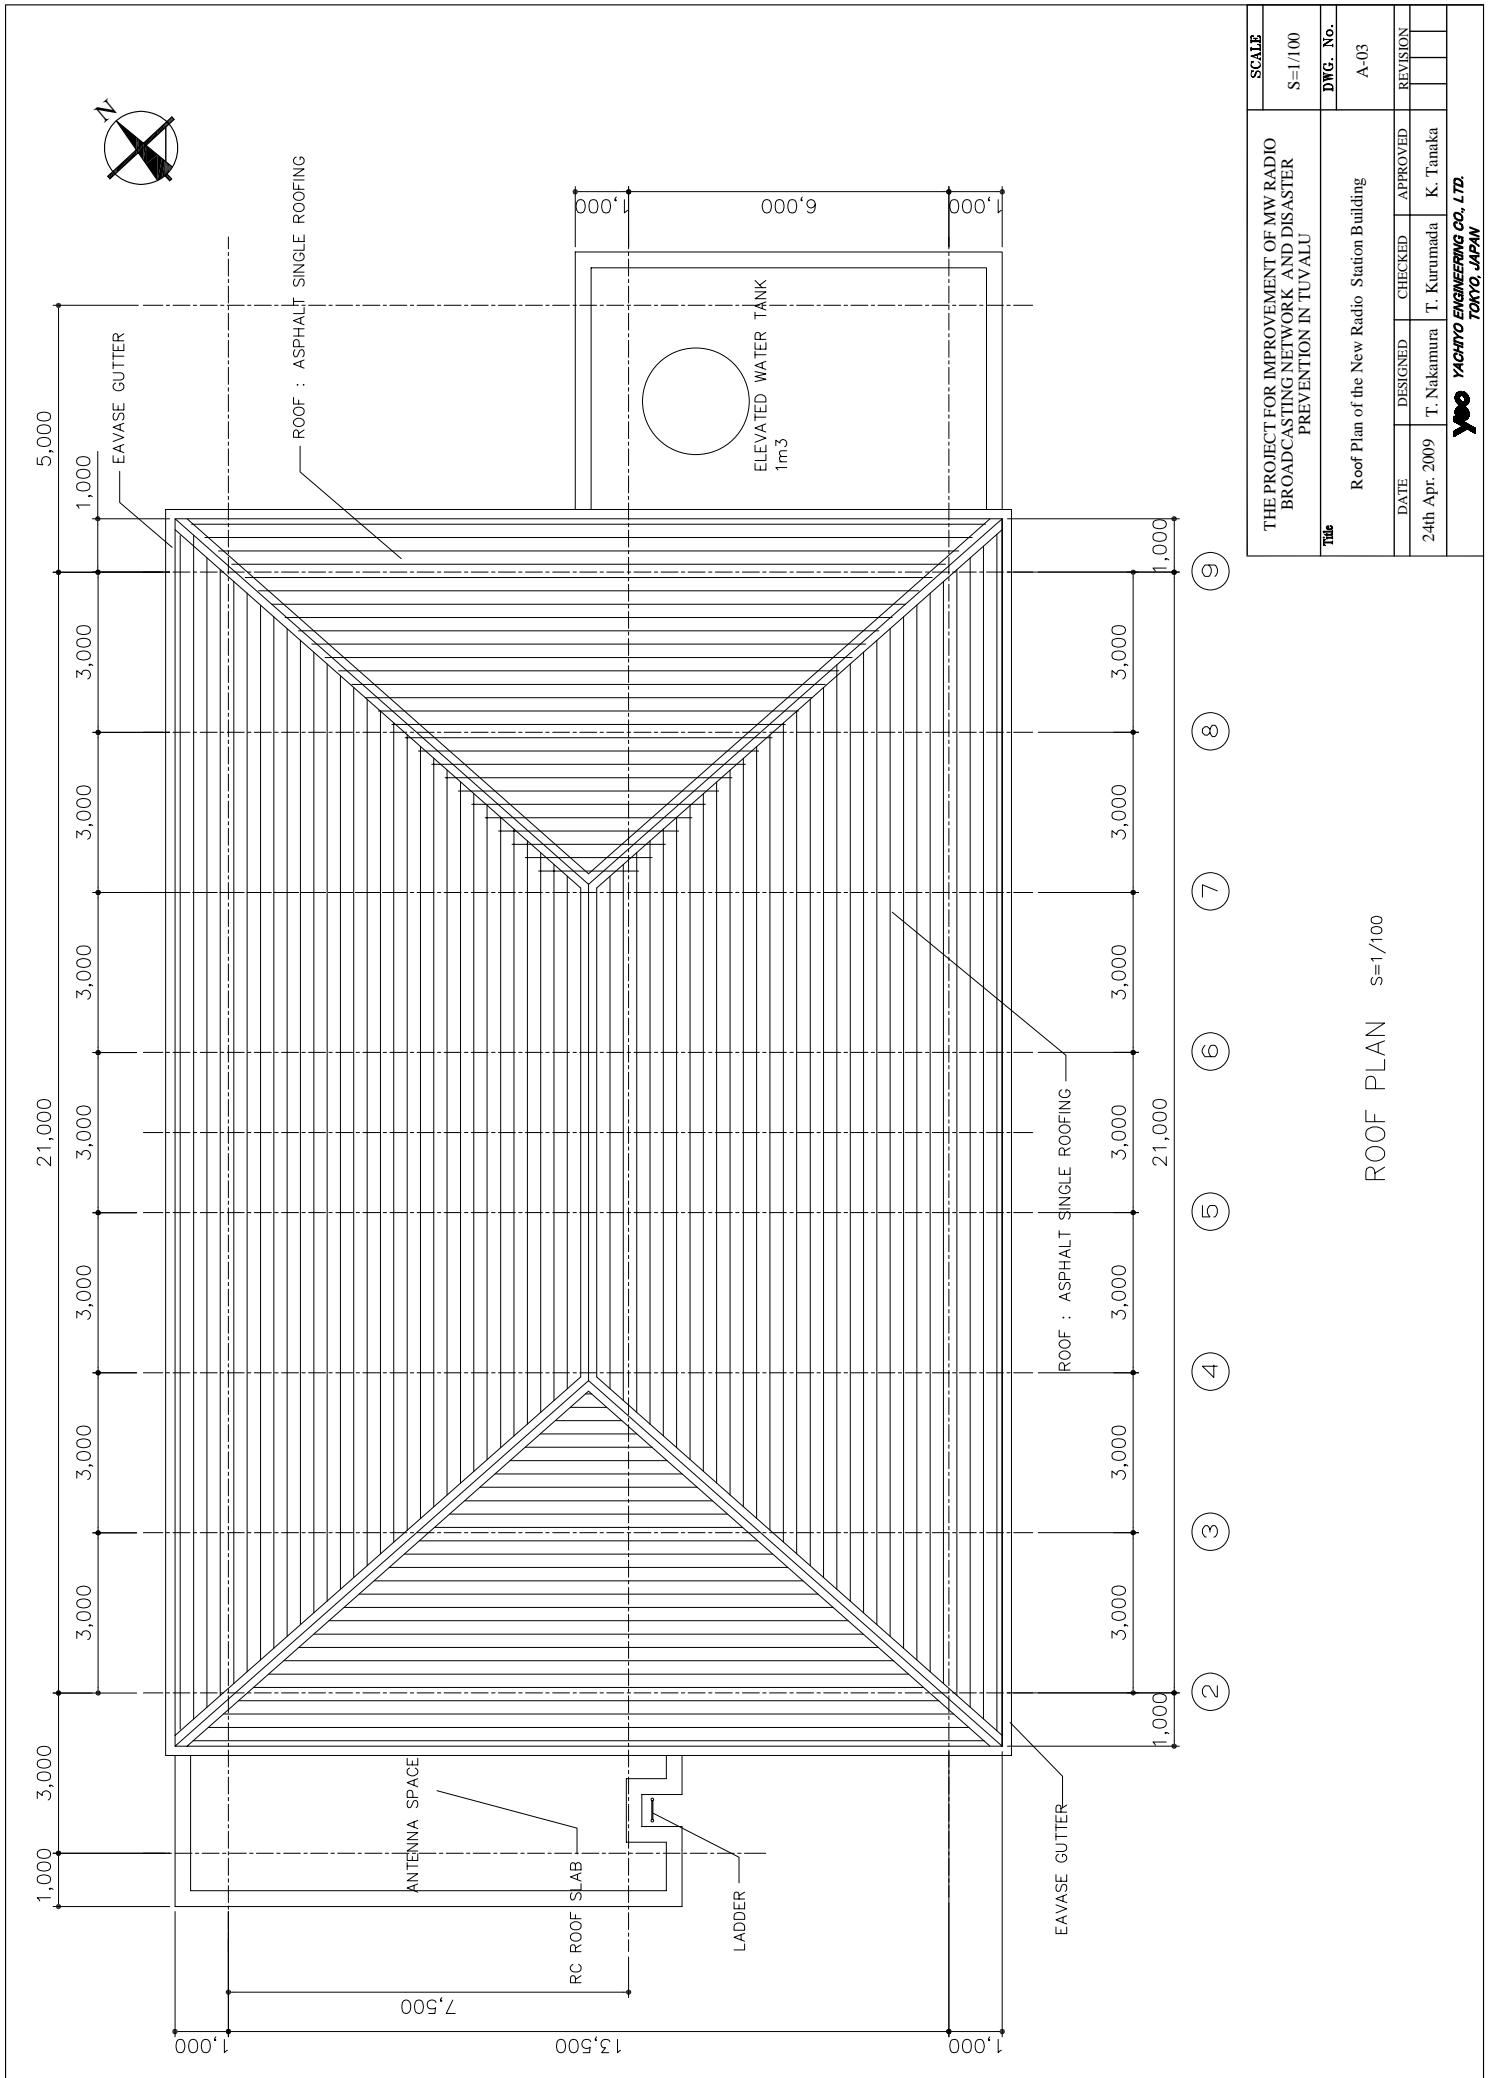 N
5,000
1,000
EAVASE GUTTER
ROOF : ASPHALT SINGLE ROOFING
1,000
6,000
1,000
ELEVATED WATER TANK
1m3
21,000
3,000
3,000
3,000
3,000
3,000
3,000
3,000
3,000
1,000
1,000
9
3,000
8
3,000
7
3,000
6
3,000
21,000
5
3,000
4
3,000
3
3,000
2
1,000
ROOF : ASPHALT SINGLE ROOFING
ANTENNA SPACE
RC ROOF SLAB
LADDER
EAVASE GUTTER
7,500
1,000
13,500
1,000
ROOF PLAN S=1/100
THE PROJECT FOR IMPROVEMENT OF MW RADIO
BROADCASTING NETWORK AND DISASTER
PREVENTION IN TUVALU
SCALE
S=1/100
Title
Roof Plan of the New Radio Station Building
DWG. No.
A-03
DATE DESIGNED CHECKED APPROVED REVISION
24th Apr. 2009 T. Nakamura T. Kurumada K. Tanaka
yeo YACHIYO ENGINEERING CO., LTD.
TOKYO, JAPAN